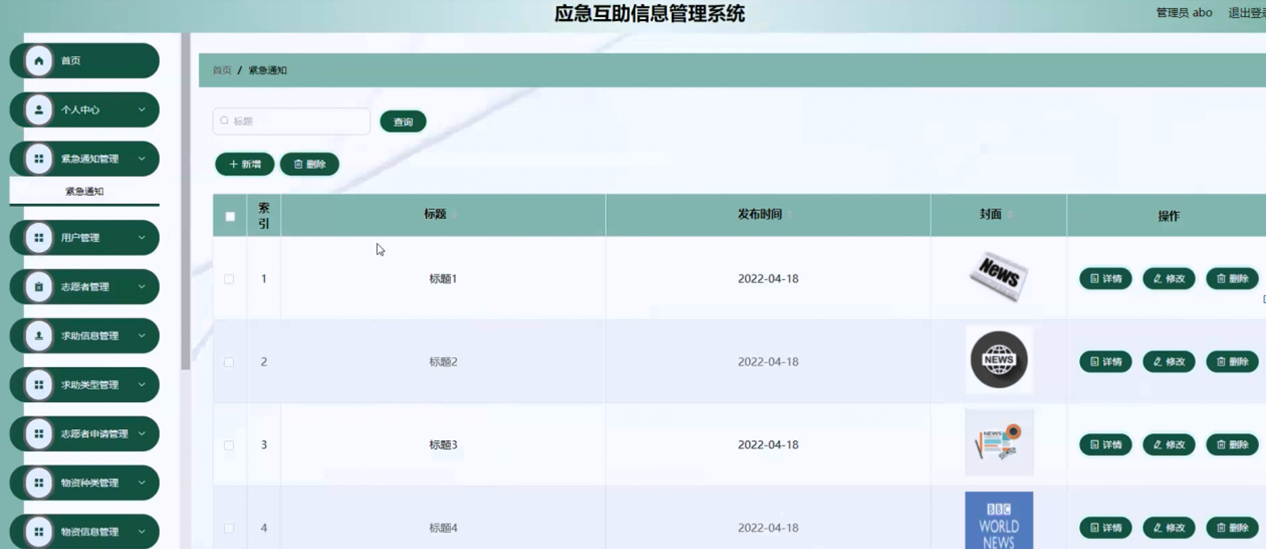 应急互助信息管理系统
管理员 abo 退出登录
首页
个人中心
紧急通知管理
紧急通知
用户管理
志愿者管理
求助信息管理
求助类型管理
志愿者申请管理
物资种类管理
物资信息管理
首页 / 紧急通知
标题
查询
+ 新增 删除
索引 标题 发布时间 封面 操作
1 标题1 2022-04-18 News 详情 修改 删除
2 标题2 2022-04-18 NEWS 详情 修改 删除
3 标题3 2022-04-18 NEWS 详情 修改 删除
4 标题4 2022-04-18 BBC 详情 修改 删除
WORLD
NEWS